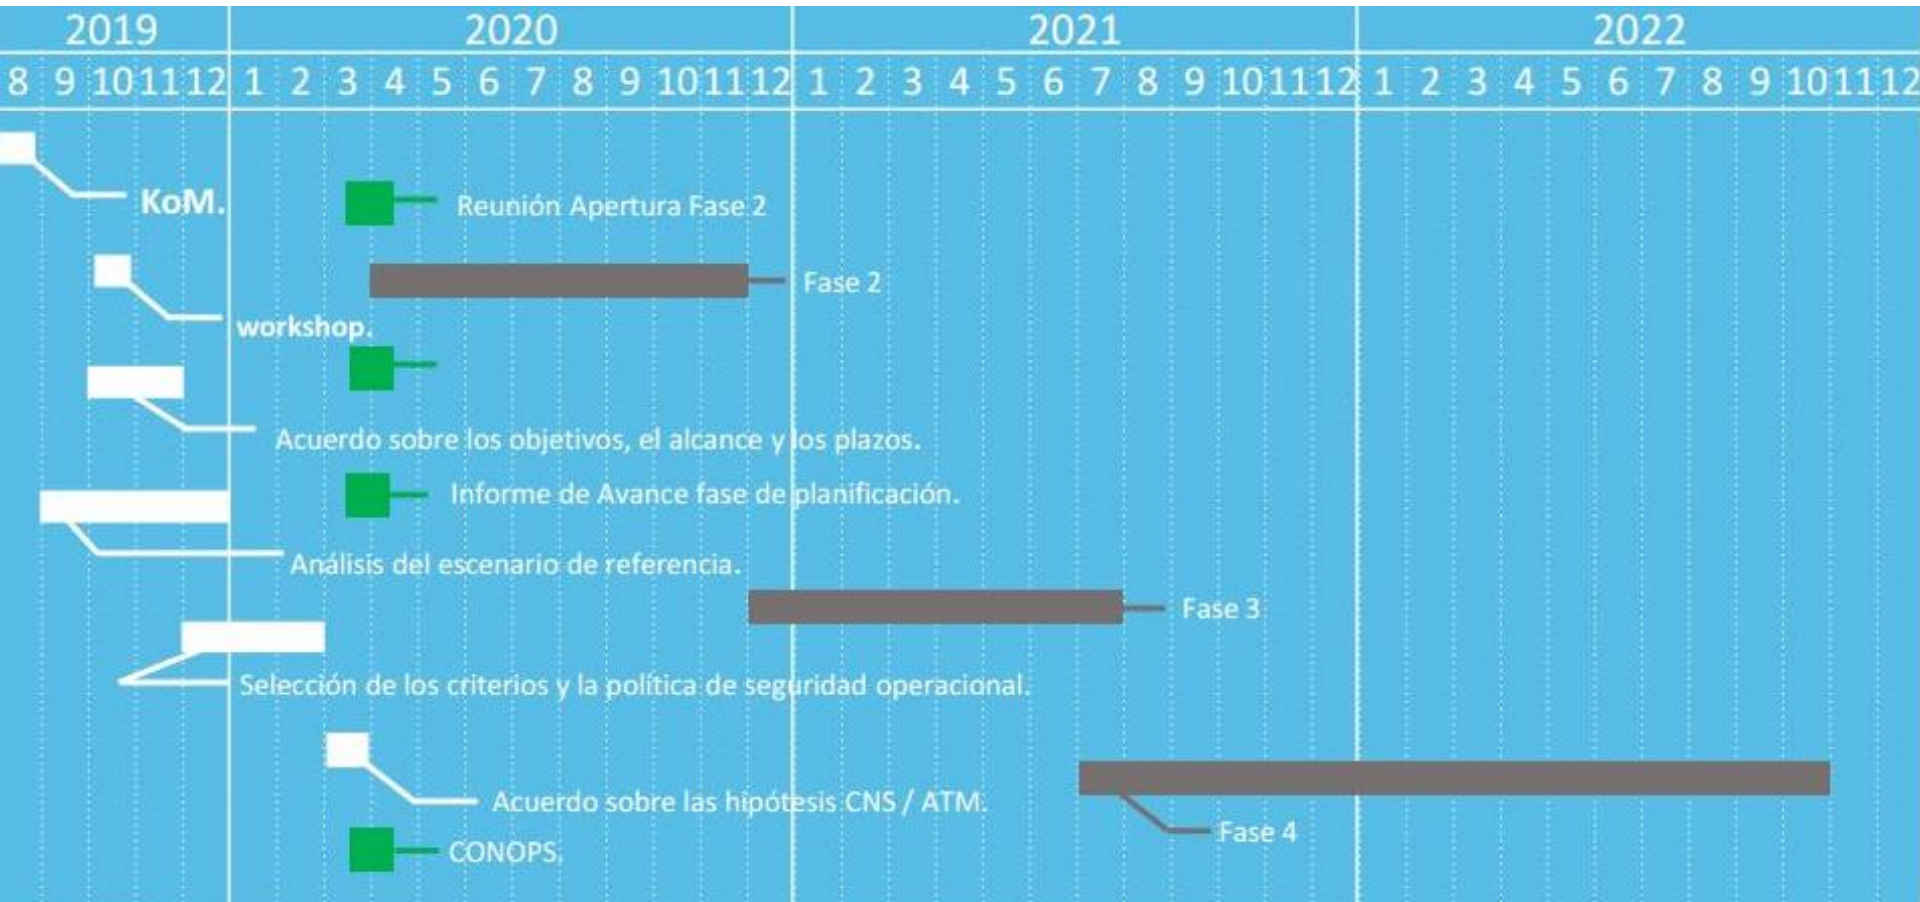 2019 2020 2021 2022
8 9 10 11 12 1 2 3 4 5 6 7 8 9 10 11 12 1 2 3 4 5 6 7 8 9 10 11 12 1 2 3 4 5 6 7 8 9 10 11 12
KoM.
Reunión Apertura Fase 2
Fase 2
workshop.
Acuerdo sobre los objetivos, el alcance y los plazos.
Informe de Avance fase de planificación.
Análisis del escenario de referencia.
Fase 3
Selección de los criterios y la política de seguridad operacional.
Acuerdo sobre las hipótesis CNS / ATM.
Fase 4
CONOPS.